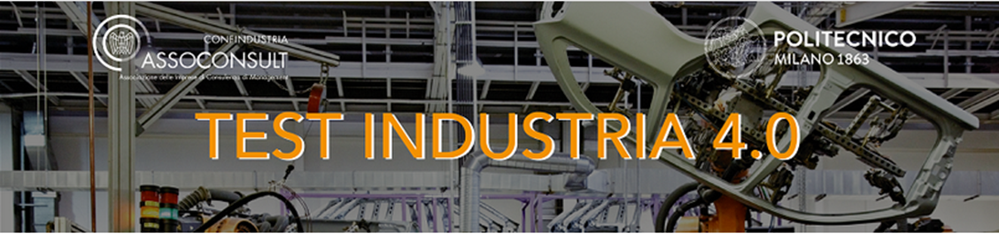 CONFINDUSTRIA
ASSOCONSULT
Associazione delle Imprese di Consulenza di Management
POLITECNICO
MILANO 1863
TEST INDUSTRIA 4.0